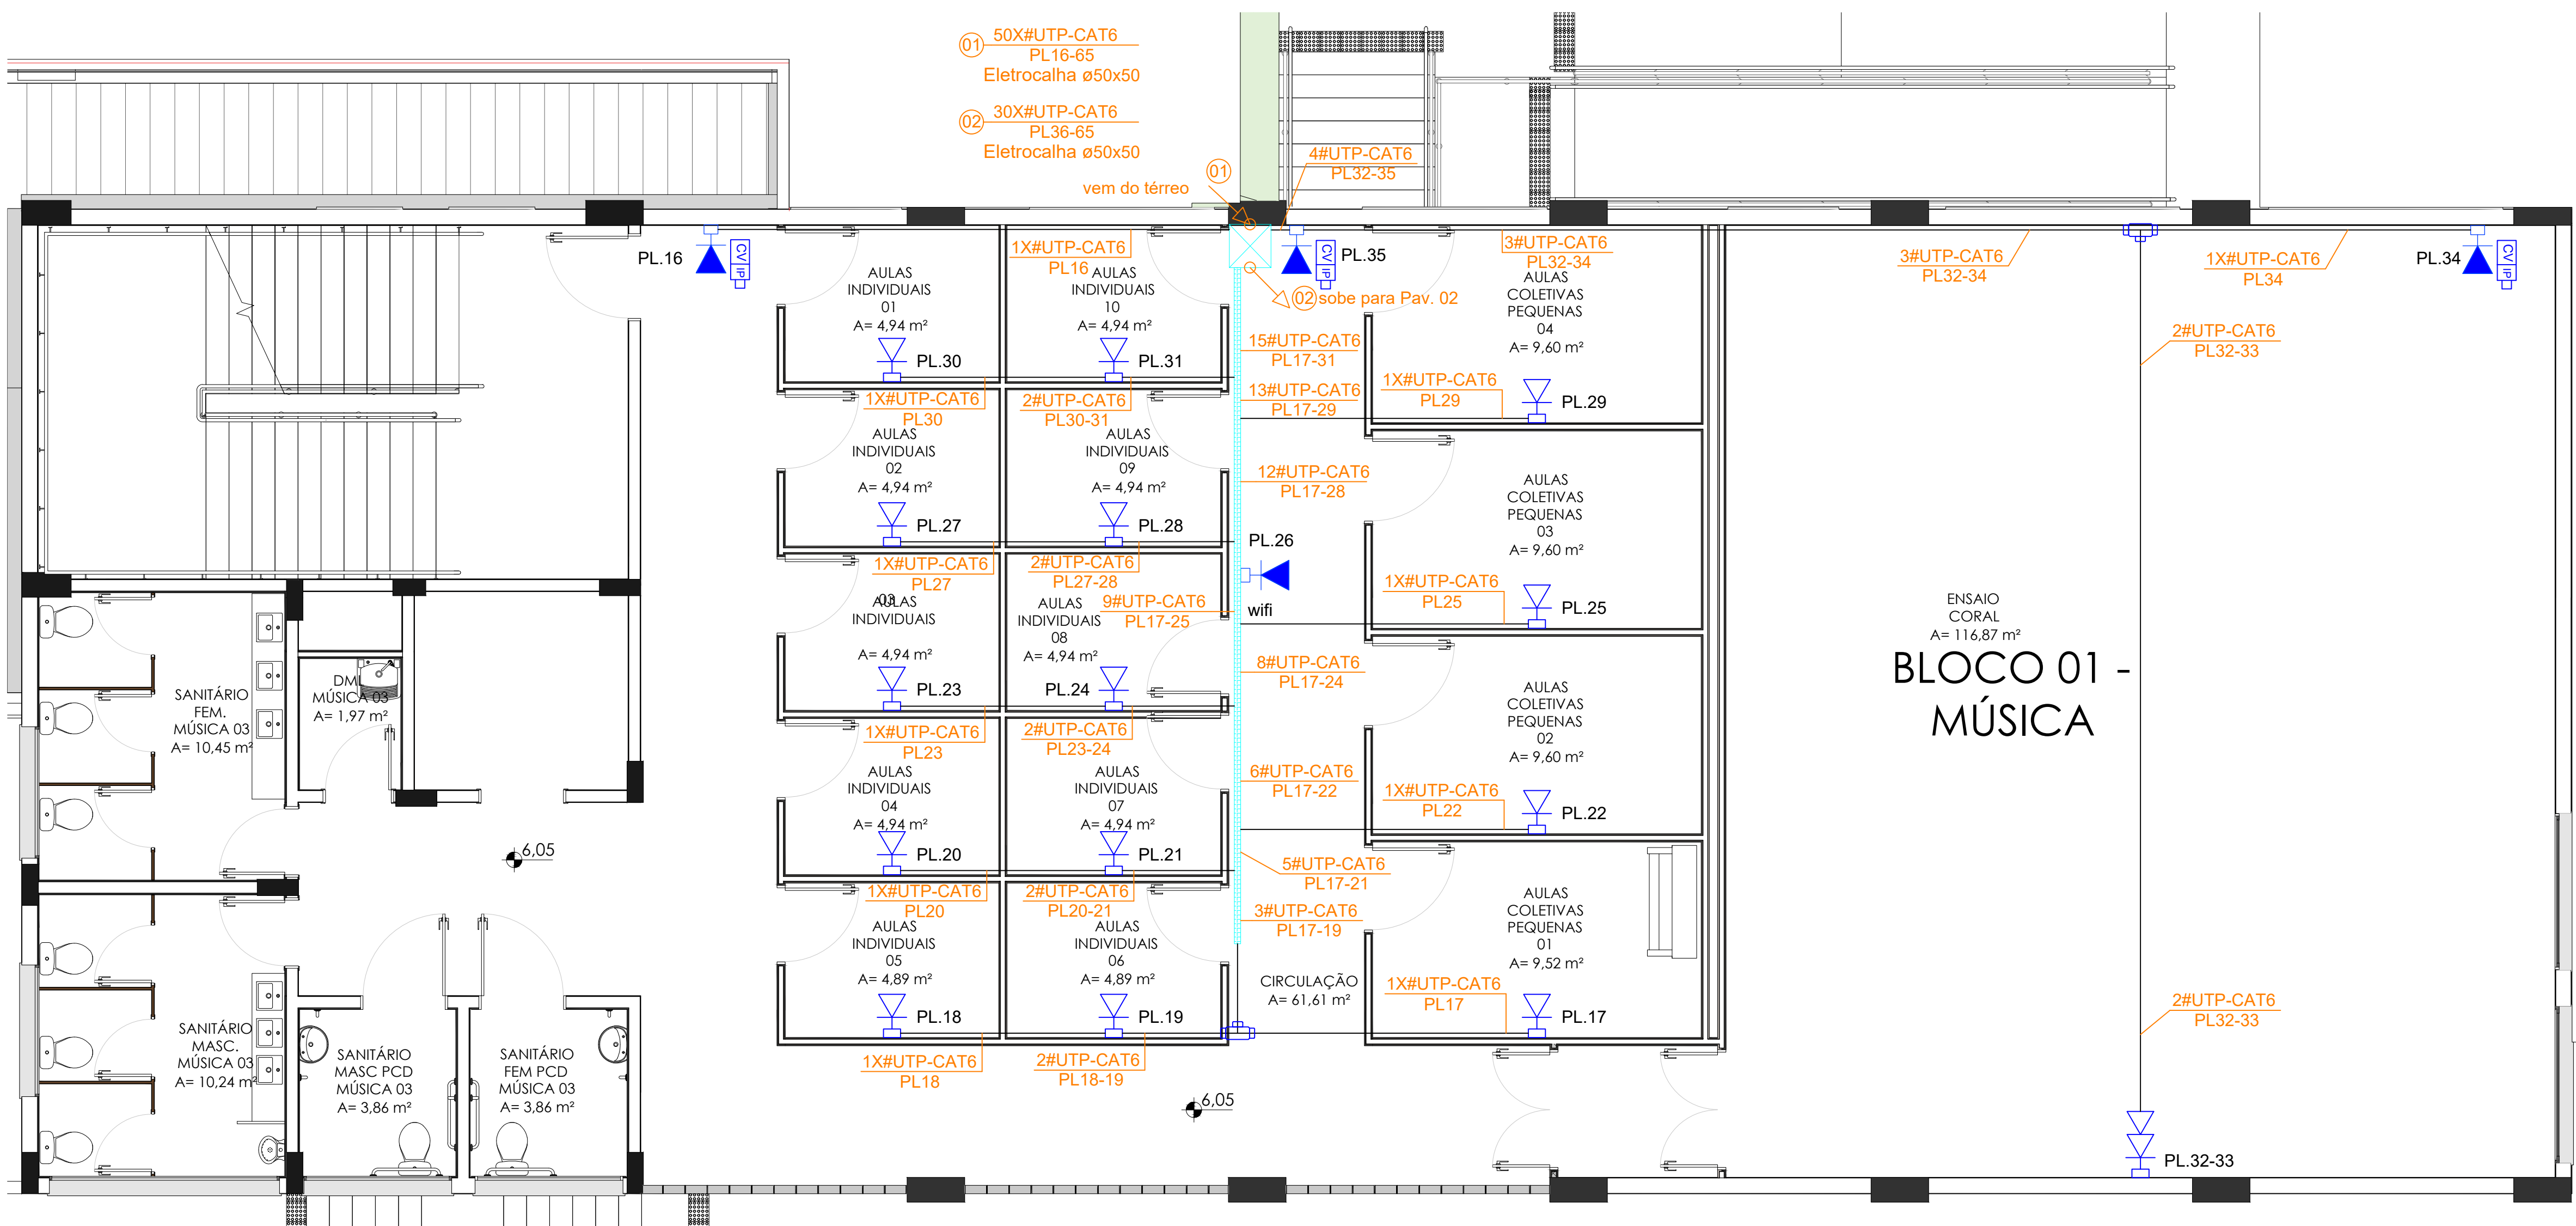 01
50X#UTP-CAT6
PL16-65
Eletrocalha ø50x50
02
30X#UTP-CAT6
PL36-65
Eletrocalha ø50x50
01
vem do térreo
4#UTP-CAT6
PL32-35
PL.16
CV IP
1X#UTP-CAT6
PL16
PL.35
CV IP
3#UTP-CAT6
PL32-34
3#UTP-CAT6
PL32-34
1X#UTP-CAT6
PL34
PL.34
CV IP
02 sobe para Pav. 02
AULAS
INDIVIDUAIS
01
A= 4,94 m²
PL.30
AULAS
INDIVIDUAIS
10
A= 4,94 m²
PL.31
AULAS
COLETIVAS
PEQUENAS
04
A= 9,60 m²
15#UTP-CAT6
PL17-31
2#UTP-CAT6
PL32-33
13#UTP-CAT6
PL17-29
1X#UTP-CAT6
PL29
PL.29
1X#UTP-CAT6
PL30
2#UTP-CAT6
PL30-31
AULAS
INDIVIDUAIS
02
A= 4,94 m²
PL.27
AULAS
INDIVIDUAIS
09
A= 4,94 m²
PL.28
12#UTP-CAT6
PL17-28
AULAS
COLETIVAS
PEQUENAS
03
A= 9,60 m²
PL.26
wifi
1X#UTP-CAT6
PL27
2#UTP-CAT6
PL27-28
1X#UTP-CAT6
PL25
PL.25
03
AULAS
INDIVIDUAIS
A= 4,94 m²
PL.23
AULAS
INDIVIDUAIS
08
A= 4,94 m²
PL.24
9#UTP-CAT6
PL17-25
8#UTP-CAT6
PL17-24
ENSAIO
CORAL
A= 116,87 m²
BLOCO 01 -
MÚSICA
SANITÁRIO
FEM.
MÚSICA 03
A= 10,45 m²
DML
MÚSICA 03
A= 1,97 m²
1X#UTP-CAT6
PL23
2#UTP-CAT6
PL23-24
AULAS
COLETIVAS
PEQUENAS
02
A= 9,60 m²
6#UTP-CAT6
PL17-22
1X#UTP-CAT6
PL22
PL.22
AULAS
INDIVIDUAIS
04
A= 4,94 m²
PL.20
AULAS
INDIVIDUAIS
07
A= 4,94 m²
PL.21
6,05
5#UTP-CAT6
PL17-21
1X#UTP-CAT6
PL20
2#UTP-CAT6
PL20-21
3#UTP-CAT6
PL17-19
AULAS
INDIVIDUAIS
05
A= 4,89 m²
PL.18
AULAS
INDIVIDUAIS
06
A= 4,89 m²
PL.19
AULAS
COLETIVAS
PEQUENAS
01
A= 9,52 m²
CIRCULAÇÃO
A= 61,61 m²
1X#UTP-CAT6
PL17
PL.17
2#UTP-CAT6
PL32-33
SANITÁRIO
MASC.
MÚSICA 03
A= 10,24 m²
SANITÁRIO
MASC PCD
MÚSICA 03
A= 3,86 m²
SANITÁRIO
FEM PCD
MÚSICA 03
A= 3,86 m²
1X#UTP-CAT6
PL18
2#UTP-CAT6
PL18-19
6,05
PL.32-33